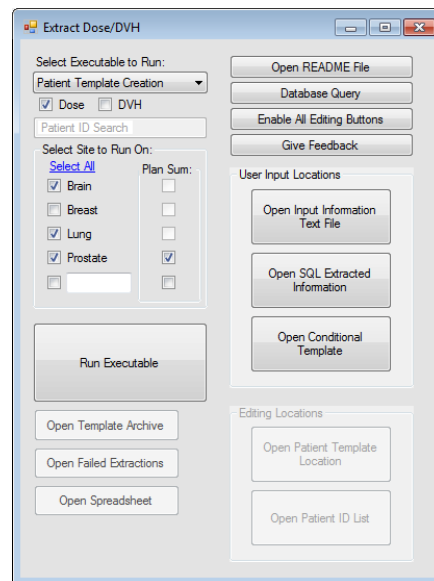 Extract Dose/DVH
Select Executable to Run:
Patient Template Creation
Dose
DVH
Patient ID Search
Select Site to Run On:
Select All
Plan Sum:
Brain
Breast
Lung
Prostate
Run Executable
Open Template Archive
Open Failed Extractions
Open Spreadsheet
Open README File
Database Query
Enable All Editing Buttons
Give Feedback
User Input Locations
Open Input Information
Text File
Open SQL Extracted
Information
Open Conditional
Template
Editing Locations
Open Patient Template
Location
Open Patient ID List